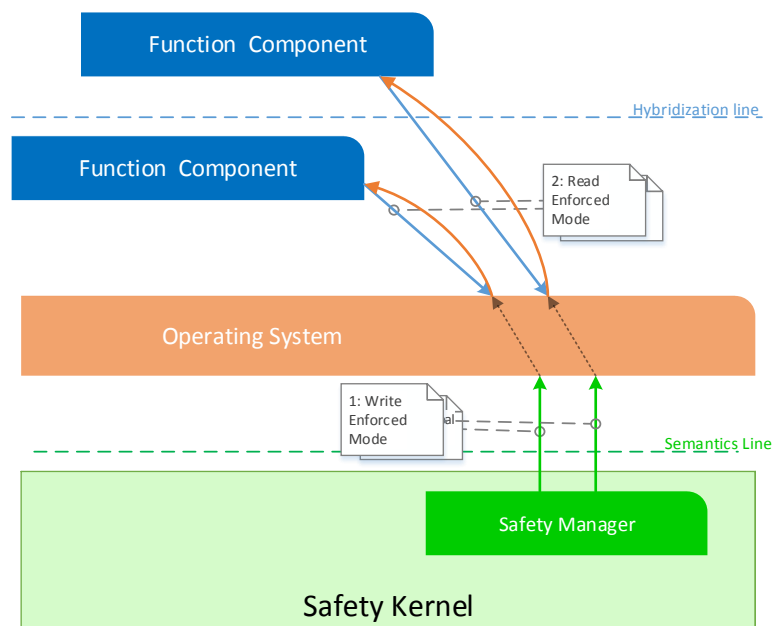 Function  Component
Hybridization line
Function  Component
2: Read
Enforced
Mode
Operating System
1: Write
Enforced
Mode
Semantics Line
Safety Manager
Safety Kernel